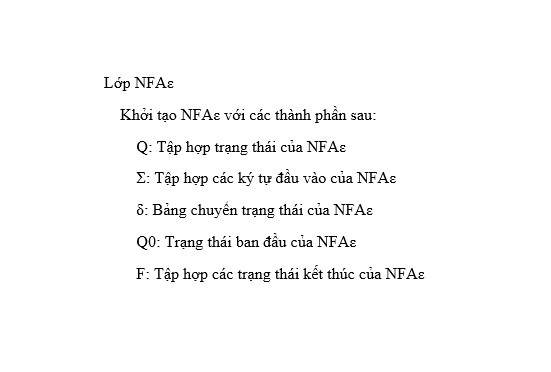 Lớp NFAε
Khởi tạo NFAε với các thành phần sau:
Q: Tập hợp trạng thái của NFAε
Σ: Tập hợp các ký tự đầu vào của NFAε
δ: Bảng chuyển trạng thái của NFAε
Q0: Trạng thái ban đầu của NFAε
F: Tập hợp các trạng thái kết thúc của NFAε